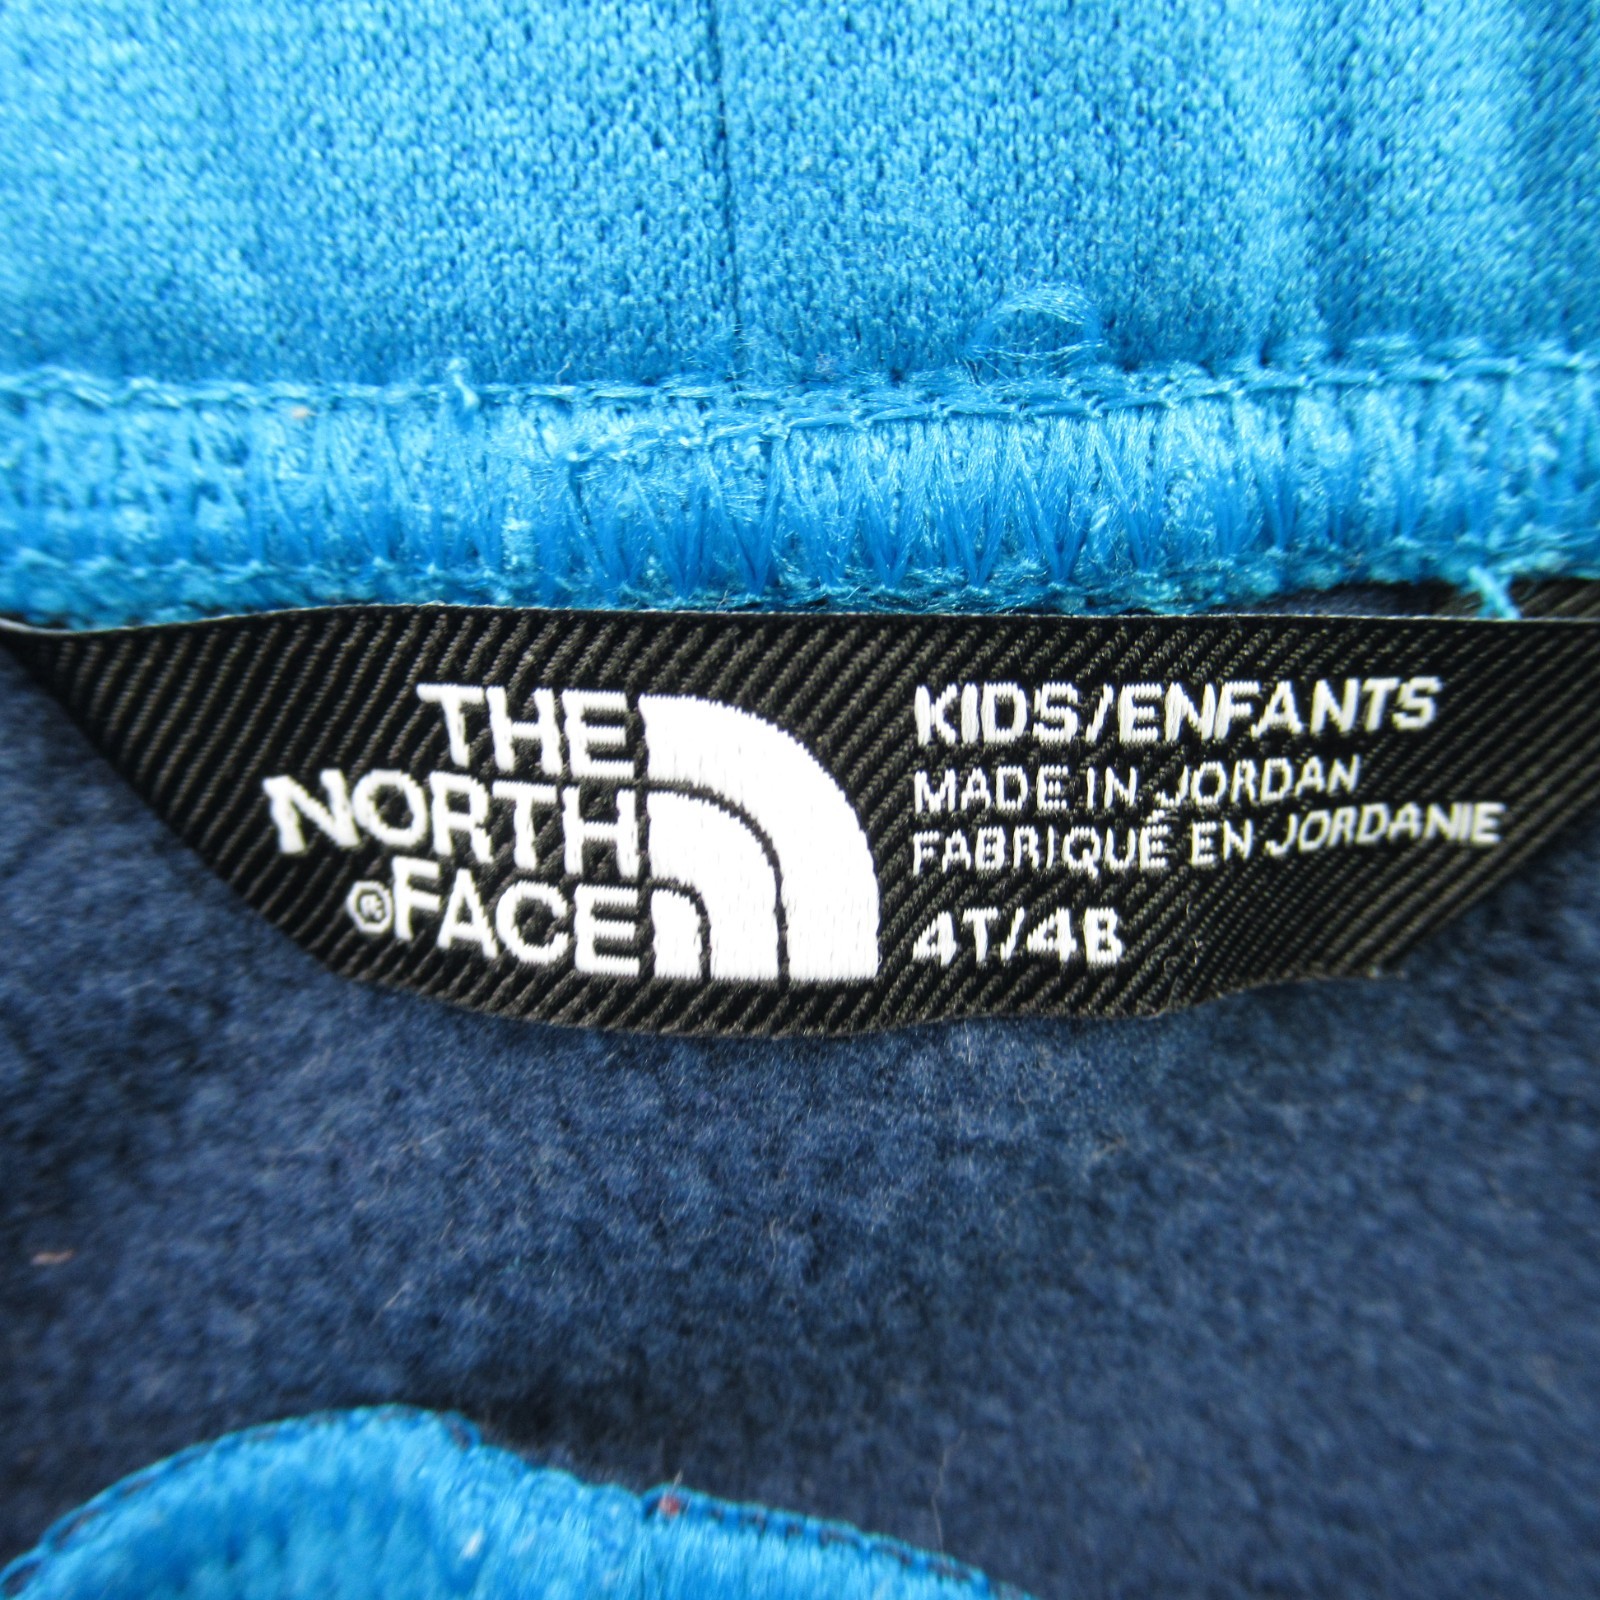 THE
NORTH
®FACE
KIDS/ENFANTS
MADE IN JORDAN
FABRIQUÉ EN JORDANIE
4T/4B